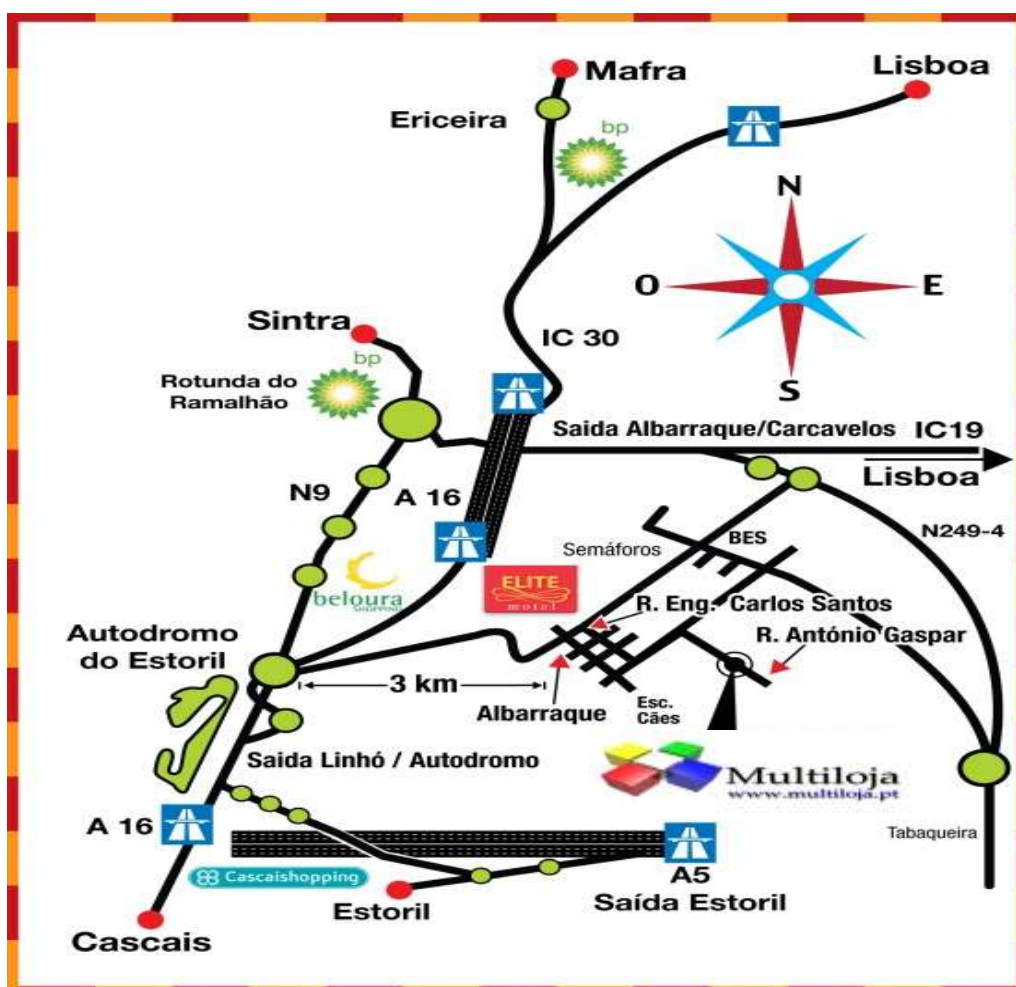 Mafra
Lisboa
Ericeira
bp
N
O
E
S
Sintra
IC 30
bp
Rotunda do
Ramalhão
Saida Albarraque/Carcavelos
IC19
Lisboa
N9
A 16
N249-4
Semáforos
BES
beloura
SHOPPING
ELITE
motel
R. Eng. Carlos Santos
R. António Gaspar
Autodromo
do Estoril
3 km
Albarraque
Esc.
Cães
Saida Linhó / Autodromo
Multiloja
www.multiloja.pt
A 16
Tabaqueira
Cascaishopping
A5
Estoril
Saída Estoril
Cascais